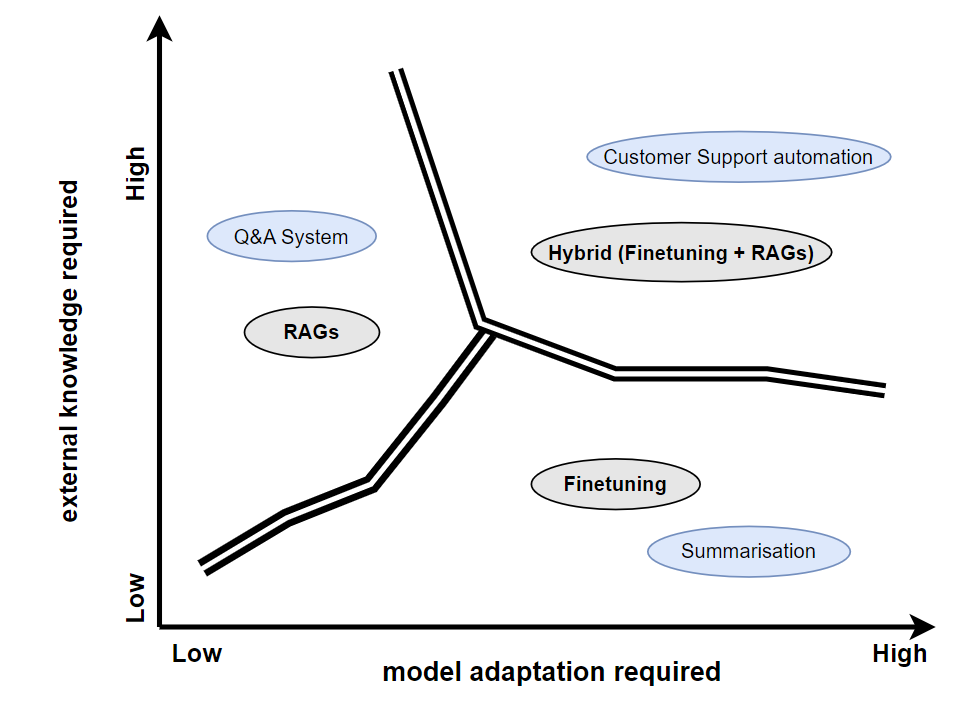 Customer Support automation
High
Q&A System
Hybrid (Finetuning + RAGs)
external knowledge required
RAGs
Finetuning
Summarisation
Low
Low
High
model adaptation required